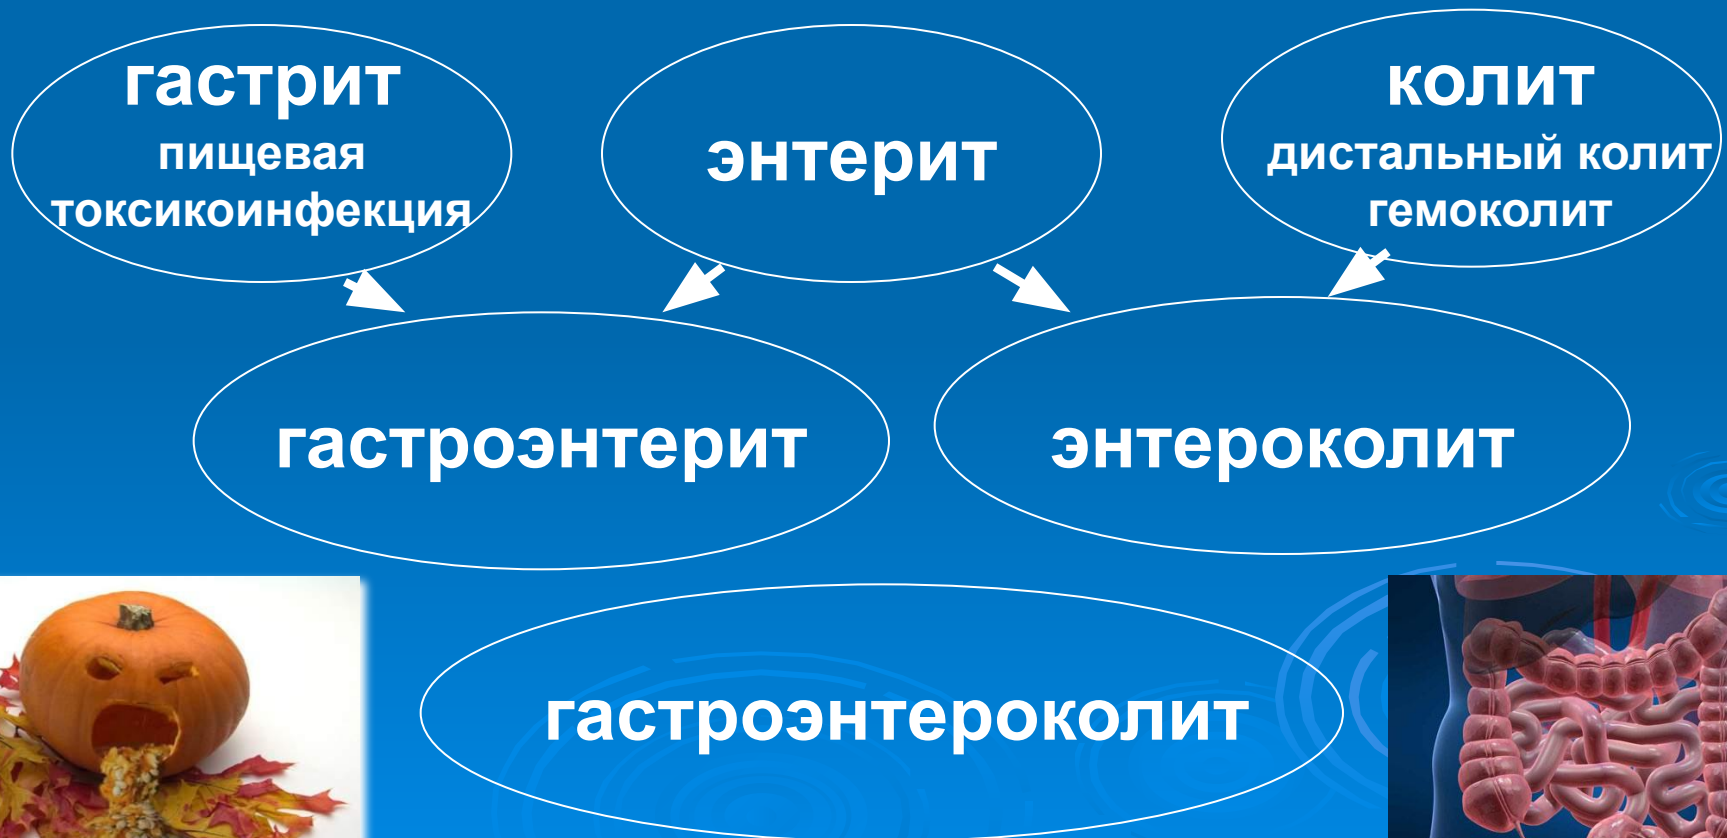 гастрит
пищевая
токсикоинфекция
энтерит
колит
дистальный колит
гемоколит
гастроэнтерит
энтероколит
гастроэнтероколит